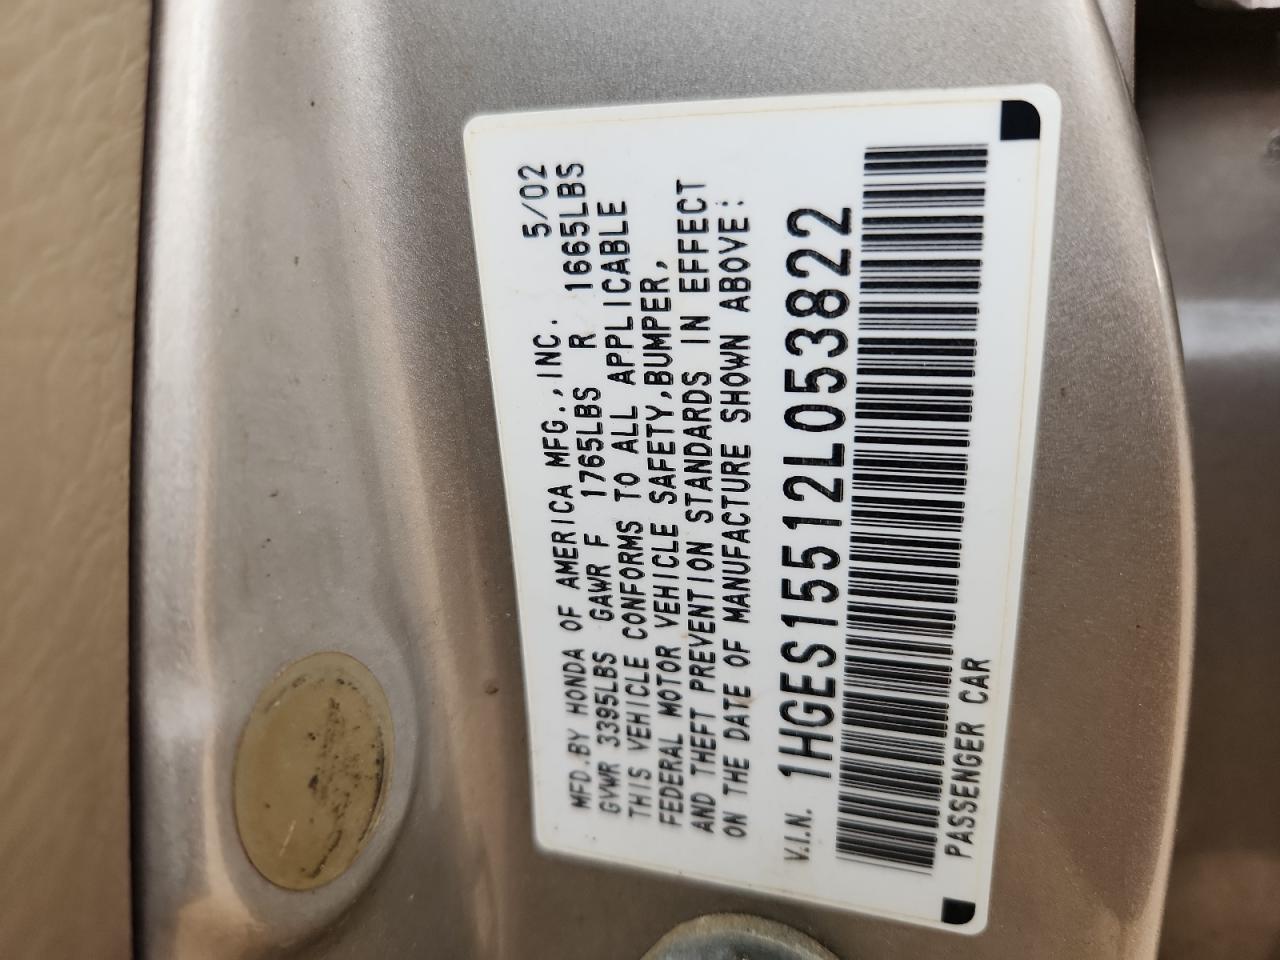 MFD.BY HONDA OF AMERICA MFG.,INC. 5/02
GVWR 3395LBS GAWR F 1765LBS R 1665LBS
THIS VEHICLE CONFORMS TO ALL APPLICABLE
FEDERAL MOTOR VEHICLE SAFETY,BUMPER,
AND THEFT PREVENTION STANDARDS IN EFFECT
ON THE DATE OF MANUFACTURE SHOWN ABOVE:
V.I.N. 1HGES15512L053822
PASSENGER CAR